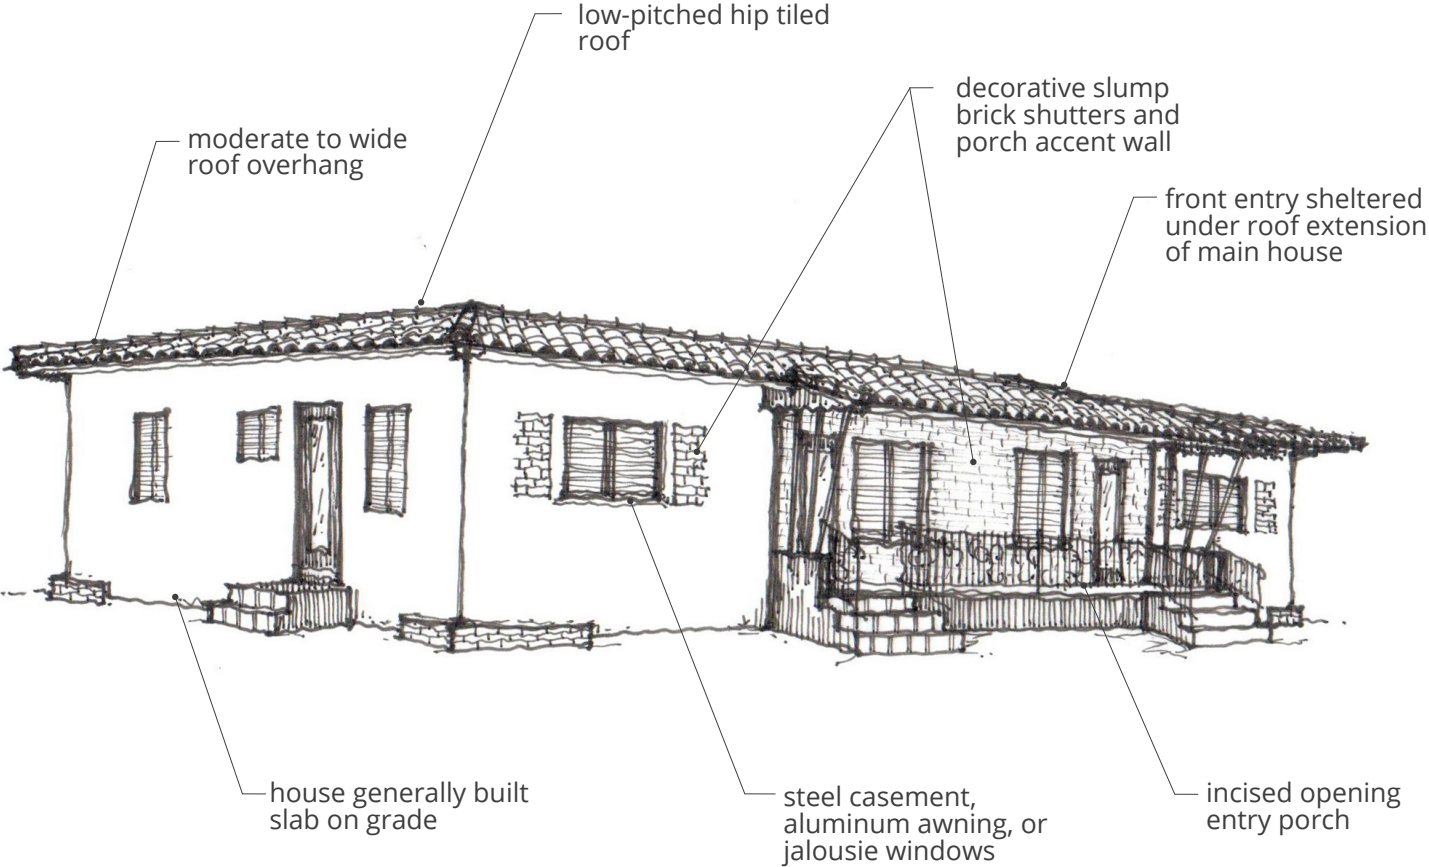 low-pitched hip tiled
roof
decorative slump
brick shutters and
porch accent wall
moderate to wide
roof overhang
front entry sheltered
under roof extension
of main house
house generally built
slab on grade
steel casement,
aluminum awning, or
jalousie windows
incised opening
entry porch